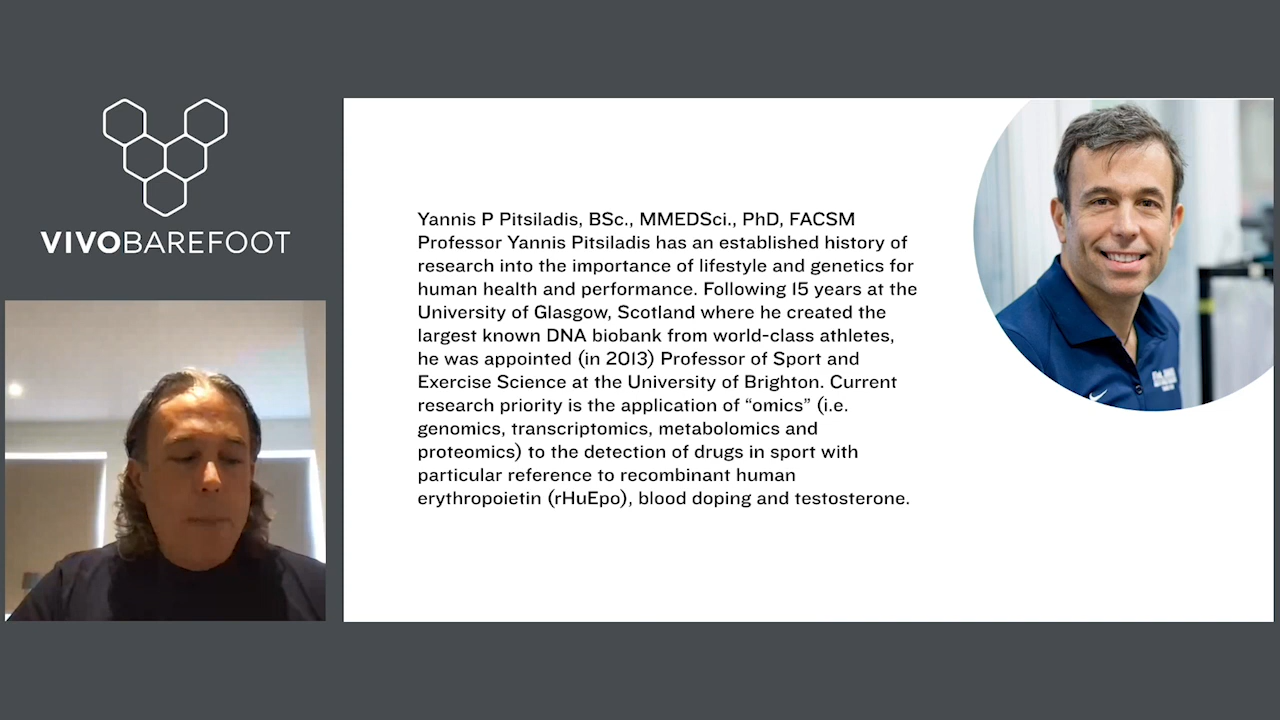 VIVOBAREFOOT
Yannis P Pitsiladis, BSc., MMEDSci., PhD, FACSM
Professor Yannis Pitsiladis has an established history of
research into the importance of lifestyle and genetics for
human health and performance. Following 15 years at the
University of Glasgow, Scotland where he created the
largest known DNA biobank from world-class athletes,
he was appointed (in 2013) Professor of Sport and
Exercise Science at the University of Brighton. Current
research priority is the application of “omics” (i.e.
genomics, transcriptomics, metabolomics and
proteomics) to the detection of drugs in sport with
particular reference to recombinant human
erythropoietin (rHuEpo), blood doping and testosterone.